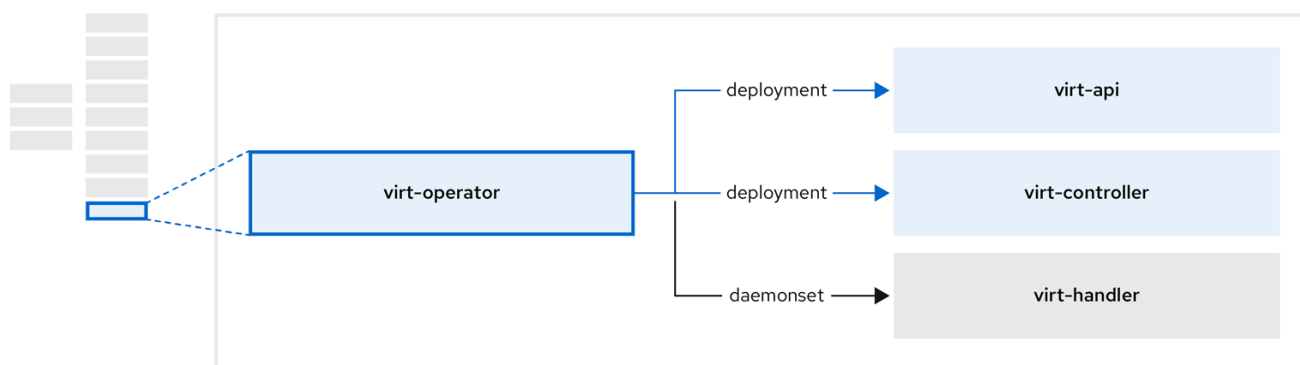 deployment
virt-api
virt-operator
deployment
virt-controller
daemonset
virt-handler